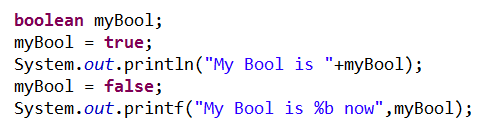 boolean myBool;
myBool = true;
System.out.println("My Bool is "+myBool);
myBool = false;
System.out.printf("My Bool is %b now",myBool);